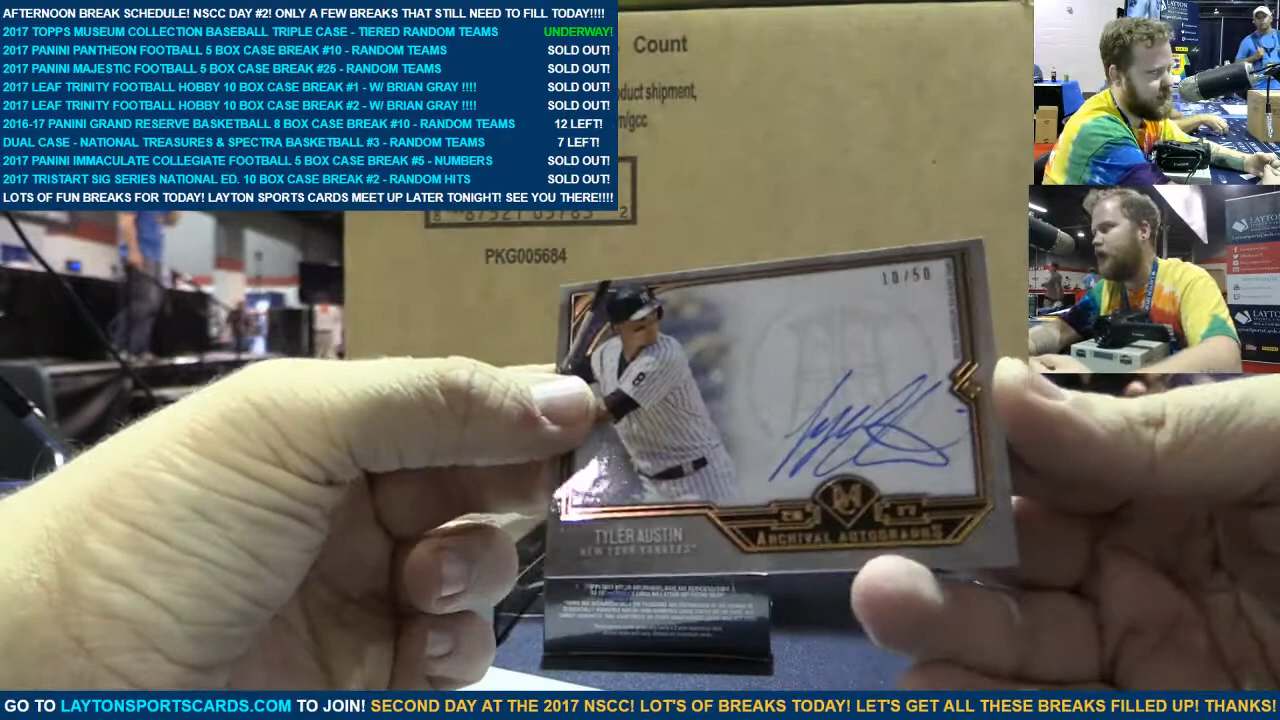 AFTERNOON BREAK SCHEDULE! NSCC DAY #2! ONLY A FEW BREAKS THAT STILL NEED TO FILL TODAY!!!!
2017 TOPPS MUSEUM COLLECTION BASEBALL TRIPLE CASE - TIERED RANDOM TEAMS UNDERWAY!
2017 PANINI PANTHEON FOOTBALL 5 BOX CASE BREAK #10 - RANDOM TEAMS SOLD OUT!
2017 PANINI MAJESTIC FOOTBALL 5 BOX CASE BREAK #25 - RANDOM TEAMS SOLD OUT!
2017 LEAF TRINITY FOOTBALL HOBBY 10 BOX CASE BREAK #1 - W/ BRIAN GRAY !!!! SOLD OUT!
2017 LEAF TRINITY FOOTBALL HOBBY 10 BOX CASE BREAK #2 - W/ BRIAN GRAY !!!! SOLD OUT!
2016-17 PANINI GRAND RESERVE BASKETBALL 8 BOX CASE BREAK #10 - RANDOM TEAMS 12 LEFT!
DUAL CASE - NATIONAL TREASURES & SPECTRA BASKETBALL #3 - RANDOM TEAMS 7 LEFT!
2017 PANINI IMMACULATE COLLEGIATE FOOTBALL 5 BOX CASE BREAK #5 - NUMBERS SOLD OUT!
2017 TRISTART SIG SERIES NATIONAL ED. 10 BOX CASE BREAK #2 - RANDOM HITS SOLD OUT!
LOTS OF FUN BREAKS FOR TODAY! LAYTON SPORTS CARDS MEET UP LATER TONIGHT! SEE YOU THERE!!!!
Count
shipment,
m/gcc
PKG005684
10/50
TYLER AUSTIN
NEW YORK YANKEES
MC
ARCHIVAL AUTOGRAPHS
LAYTON
GO TO LAYTONSPORTSCARDS.COM TO JOIN! SECOND DAY AT THE 2017 NSCC! LOT'S OF BREAKS TODAY! LET'S GET ALL THESE BREAKS FILLED UP! THANKS!